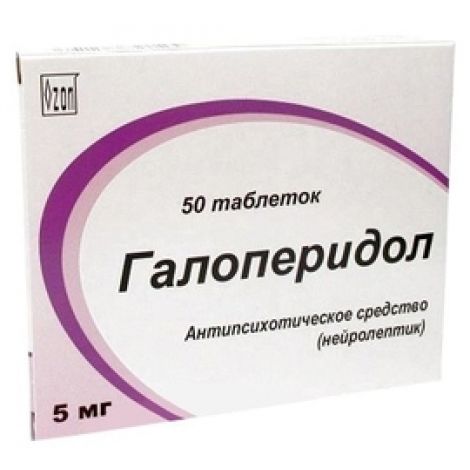 Ozon
50 таблеток
Галоперидол
Антипсихотическое средство
(нейролептик)
5 мг